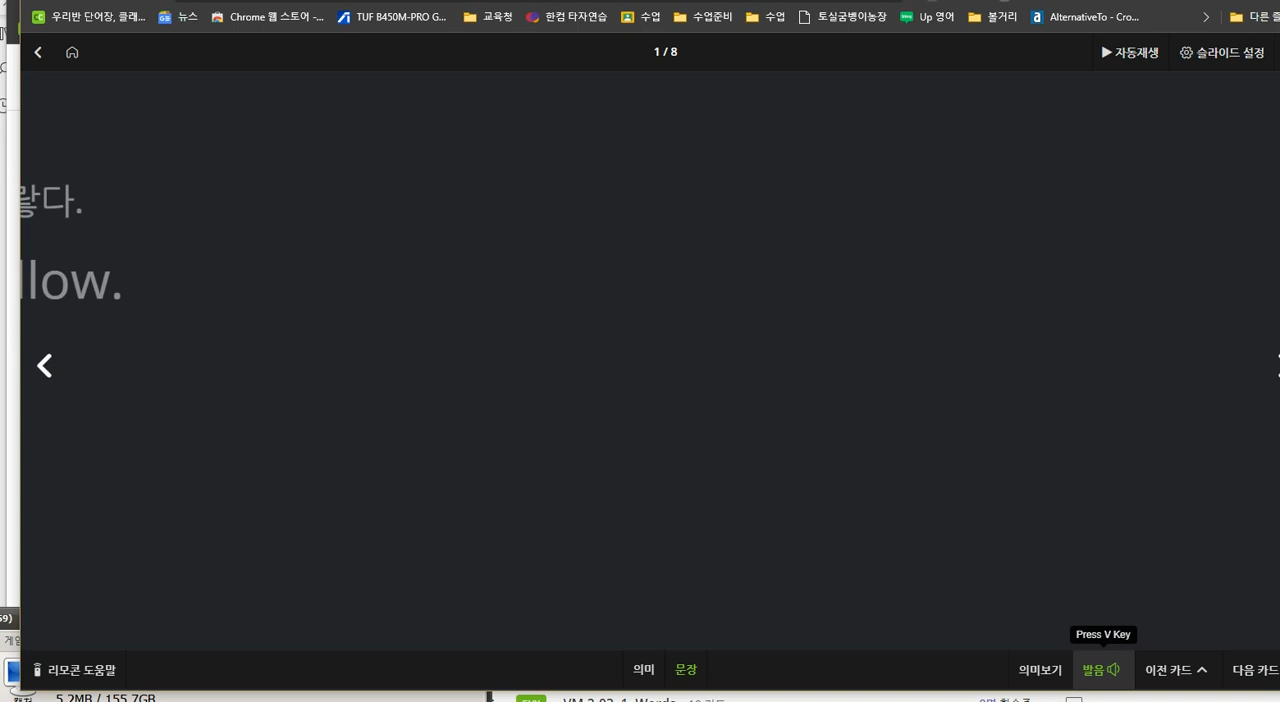 우리반 단어장, 클래... 뉴스 Chrome 웹 스토어 -... TUF B450M-PRO G... 교육청 한컴 타자연습 수업 수업준비 수업 토실굼벵이농장 Up 영어 볼거리 AlternativeTo - Cro... 다른
1 / 8 자동재생 슬라이드 설정
랗다.
llow.
Press V Key
리모콘 도움말 의미 문장 의미보기 발음 이전 카드 다음 카드
5.2MB / 155.7GB